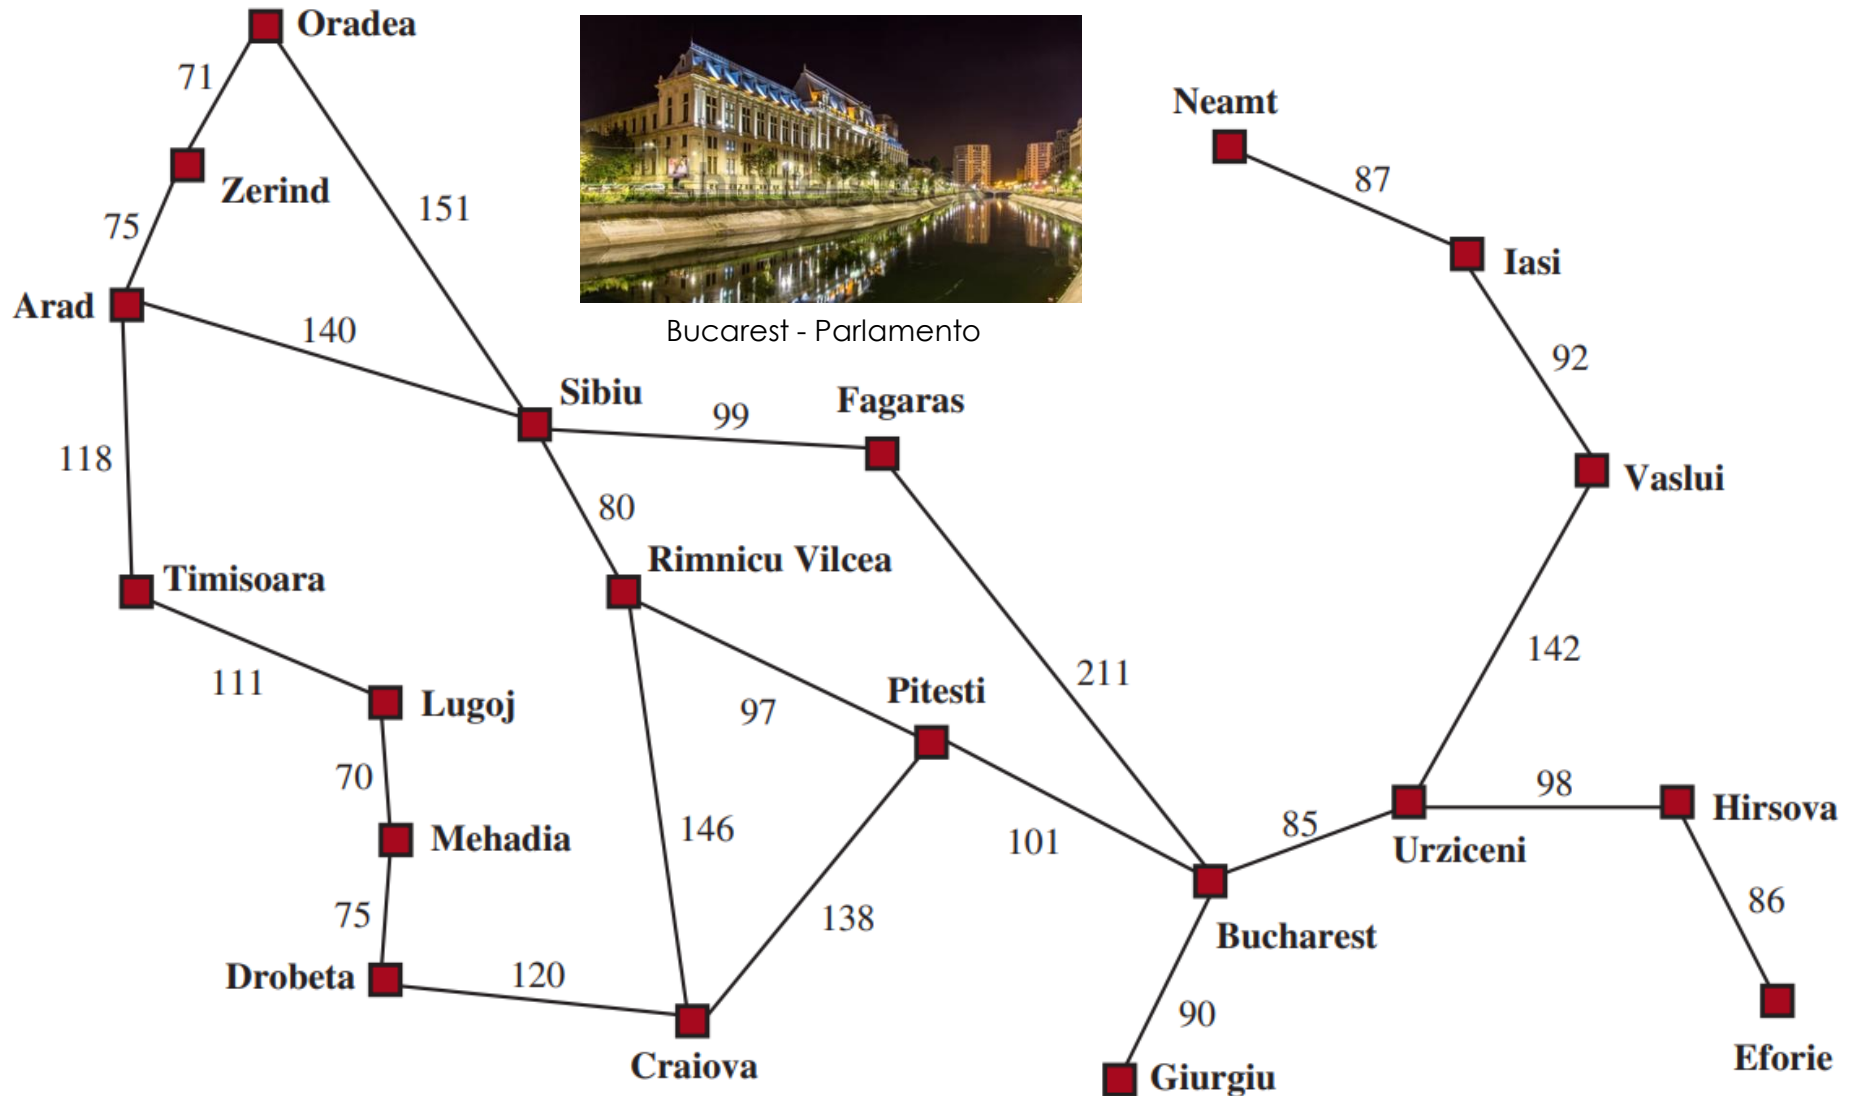 Oradea
71
Neamt
Zerind
87
151
75
Iasi
Arad
140
Bucarest - Parlamento
92
Sibiu
Fagaras
99
118
Vaslui
80
Rimnicu Vilcea
Timisoara
142
211
111
Pitesti
Lugoj
97
70
98
Hirsova
146
85
Mehadia
101
Urziceni
75
138
86
Bucharest
Drobeta
120
90
Eforie
Craiova
Giurgiu